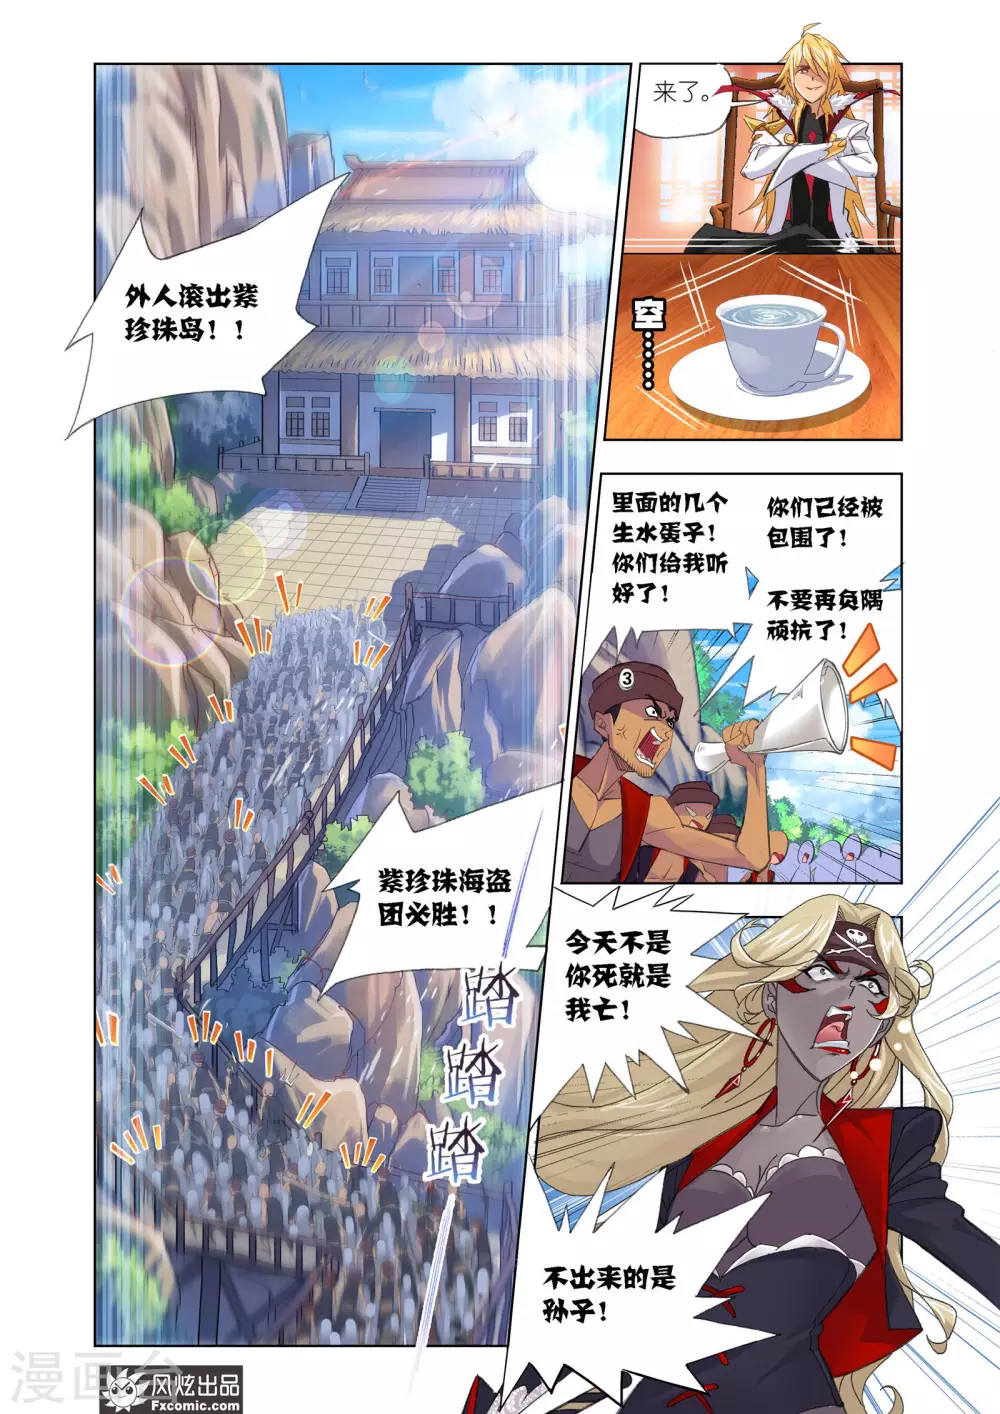 来了。
外人滚出紫
珍珠岛！！
空……
里面的几个
生水蛋子！
你们给我听
好了！
你们已经被
包围了！
不要再负隅
顽抗了！
3
紫珍珠海盗
团必胜！！
踏
踏
踏
今天不是
你死就是
我亡！
不出来的是
孙子！
漫画台
风炫出品
Fxcomic.com